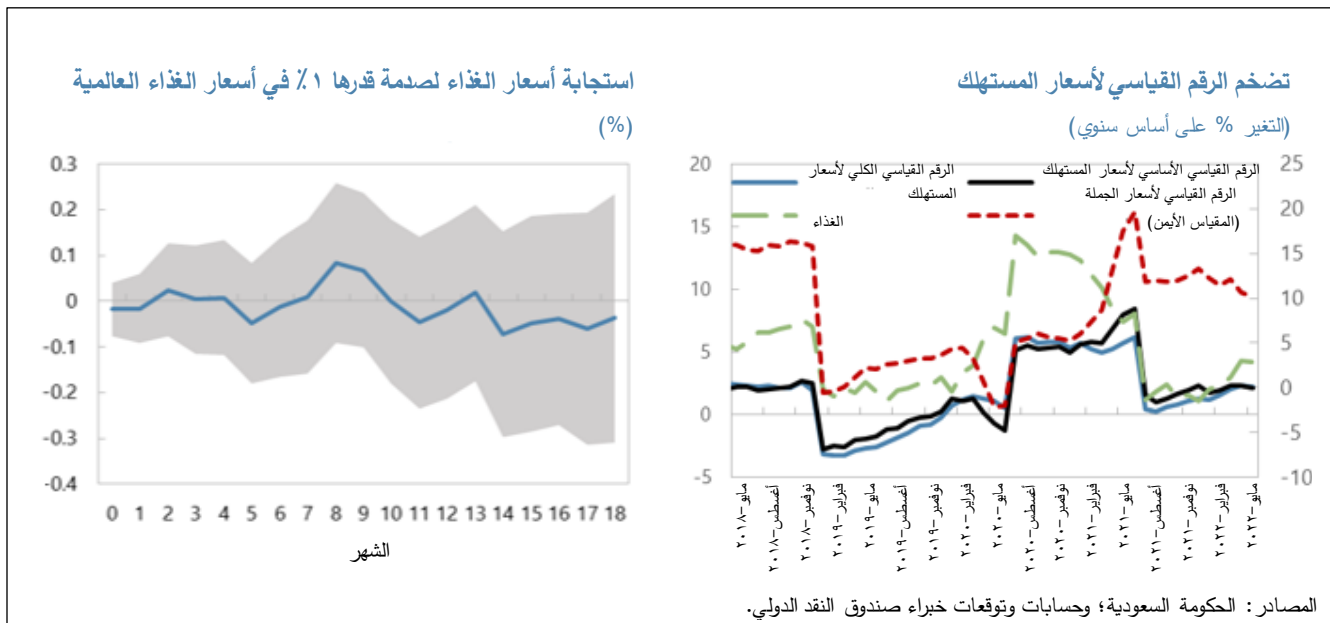 تضخم الرقم القياسي لأسعار المستهلك
(التغير % على أساس سنوي)
الرقم القياسي الأساسي لأسعار المستهلك
الرقم القياسي الكلي لأسعار
المستهلك
الرقم القياسي لأسعار الجملة
(المقياس الأيمن)
الغذاء
20
15
10
5
0
-5
25
20
15
10
5
0
-5
-10
مايو-٢٠١٨
أغسطس-٢٠١٨
نوفمبر-٢٠١٨
فبراير-٢٠١٩
مايو-٢٠١٩
أغسطس-٢٠١٩
نوفمبر-٢٠١٩
فبراير-٢٠٢٠
مايو-٢٠٢٠
أغسطس-٢٠٢٠
نوفمبر-٢٠٢٠
فبراير-٢٠٢١
مايو-٢٠٢١
أغسطس-٢٠٢١
نوفمبر-٢٠٢١
فبراير-٢٠٢٢
مايو-٢٠٢٢
استجابة أسعار الغذاء لصدمة قدرها ١٪ في أسعار الغذاء العالمية
(%)
0.3
0.2
0.1
0
-0.1
-0.2
-0.3
-0.4
0 1 2 3 4 5 6 7 8 9 10 11 12 13 14 15 16 17 18
الشهر
المصادر: الحكومة السعودية؛ وحسابات وتوقعات خبراء صندوق النقد الدولي.